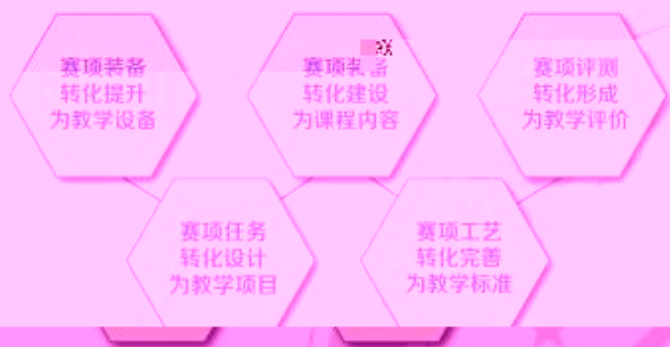 赛项装备
转化提升
为教学设备
赛项装备
转化建设
为课程内容
赛项评测
转化形成
为教学评价
赛项任务
转化设计
为教学项目
赛项工艺
转化完善
为教学标准